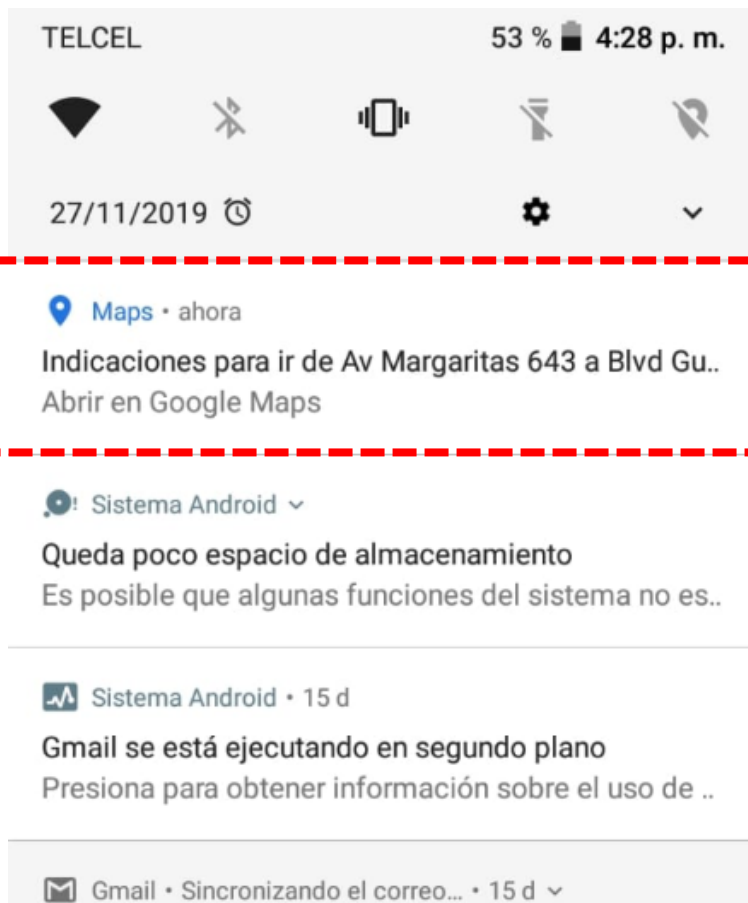 TELCEL 53 % 4:28 p. m.
27/11/2019
Maps • ahora
Indicaciones para ir de Av Margaritas 643 a Blvd Gu..
Abrir en Google Maps
Sistema Android
Queda poco espacio de almacenamiento
Es posible que algunas funciones del sistema no es..
Sistema Android • 15 d
Gmail se está ejecutando en segundo plano
Presiona para obtener información sobre el uso de ..
Gmail • Sincronizando el correo... • 15 d